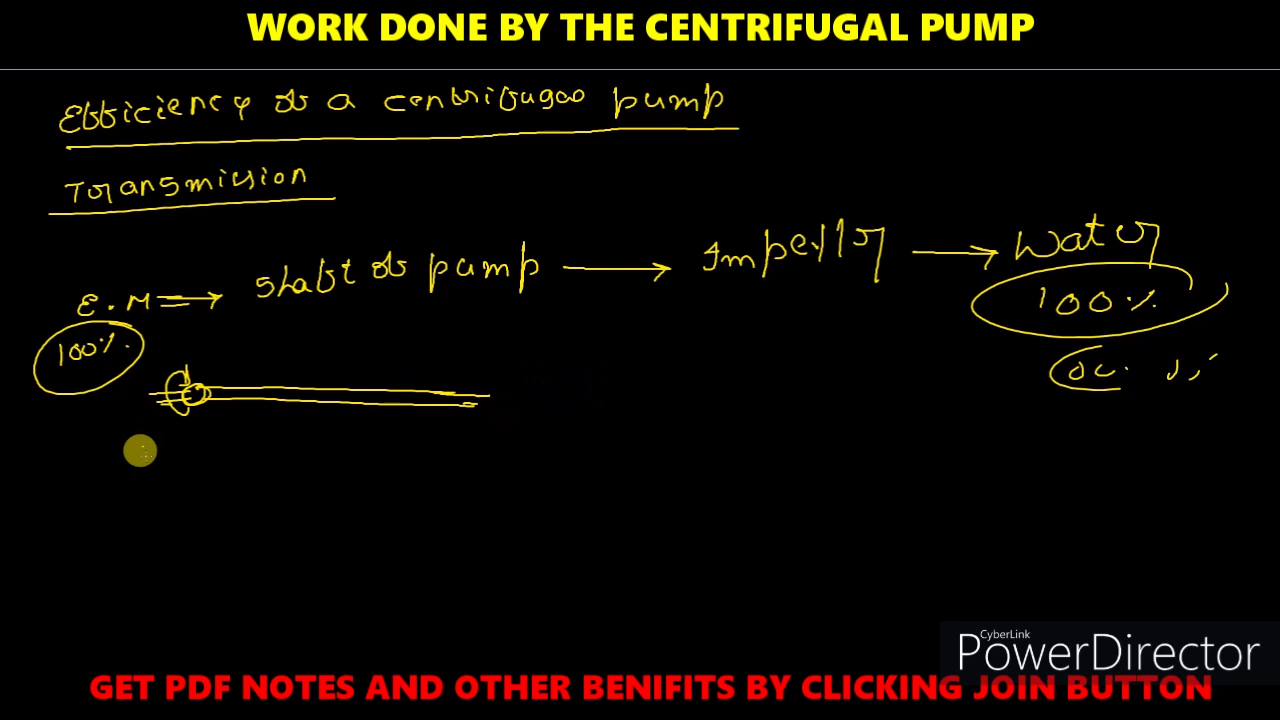 WORK DONE BY THE CENTRIFUGAL PUMP
Efficiency of a centrifugal pump
Transmission
E.M → Shaft of pump → Impeller → Water
100% 100%
CyberLink
PowerDirector
GET PDF NOTES AND OTHER BENIFITS BY CLICKING JOIN BUTTON